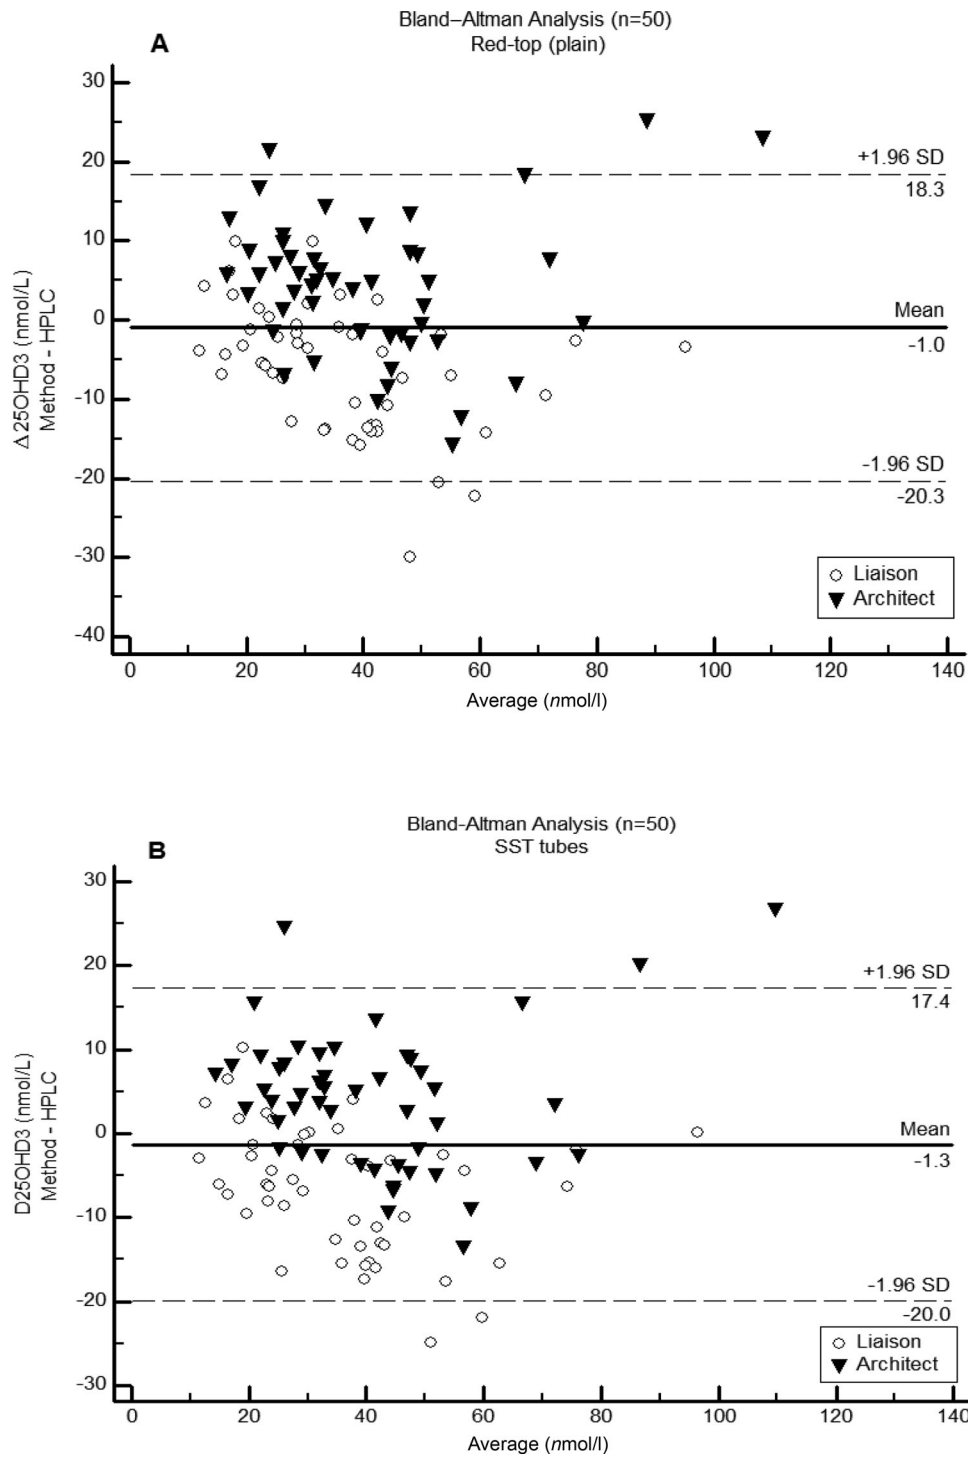 Bland–Altman Analysis (n=50)
A
Red-top (plain)
30
20
10
0
-10
-20
-30
-40
Δ25OHD3 (nmol/L)
Method - HPLC
+1.96 SD
18.3
Mean
-1.0
-1.96 SD
-20.3
Liaison
Architect
0 20 40 60 80 100 120 140
Average (nmol/l)
Bland-Altman Analysis (n=50)
B
SST tubes
30
20
10
0
-10
-20
-30
D25OHD3 (nmol/L)
Method - HPLC
+1.96 SD
17.4
Mean
-1.3
-1.96 SD
-20.0
Liaison
Architect
0 20 40 60 80 100 120 140
Average (nmol/l)